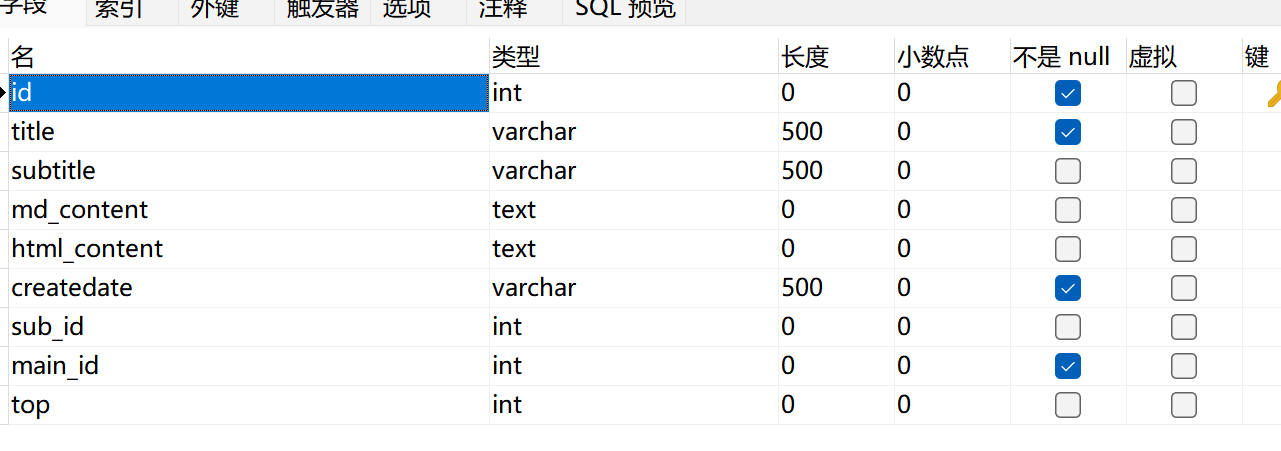 字段 索引 外键 触发器 选项 注释 SQL 预览
名 类型 长度 小数点 不是 null 虚拟 键
id int 0 0
title varchar 500 0
subtitle varchar 500 0
md_content text 0 0
html_content text 0 0
createdate varchar 500 0
sub_id int 0 0
main_id int 0 0
top int 0 0